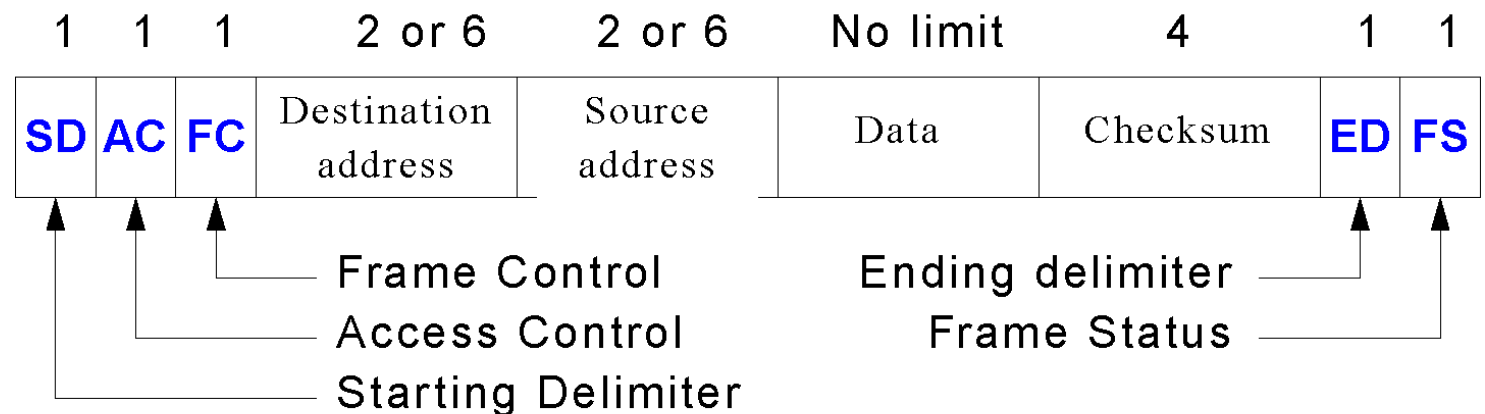 1 1 1 2 or 6 2 or 6 No limit 4 1 1
SD AC FC Destination address Source address Data Checksum ED FS
Frame Control
Ending delimiter
Access Control
Frame Status
Starting Delimiter